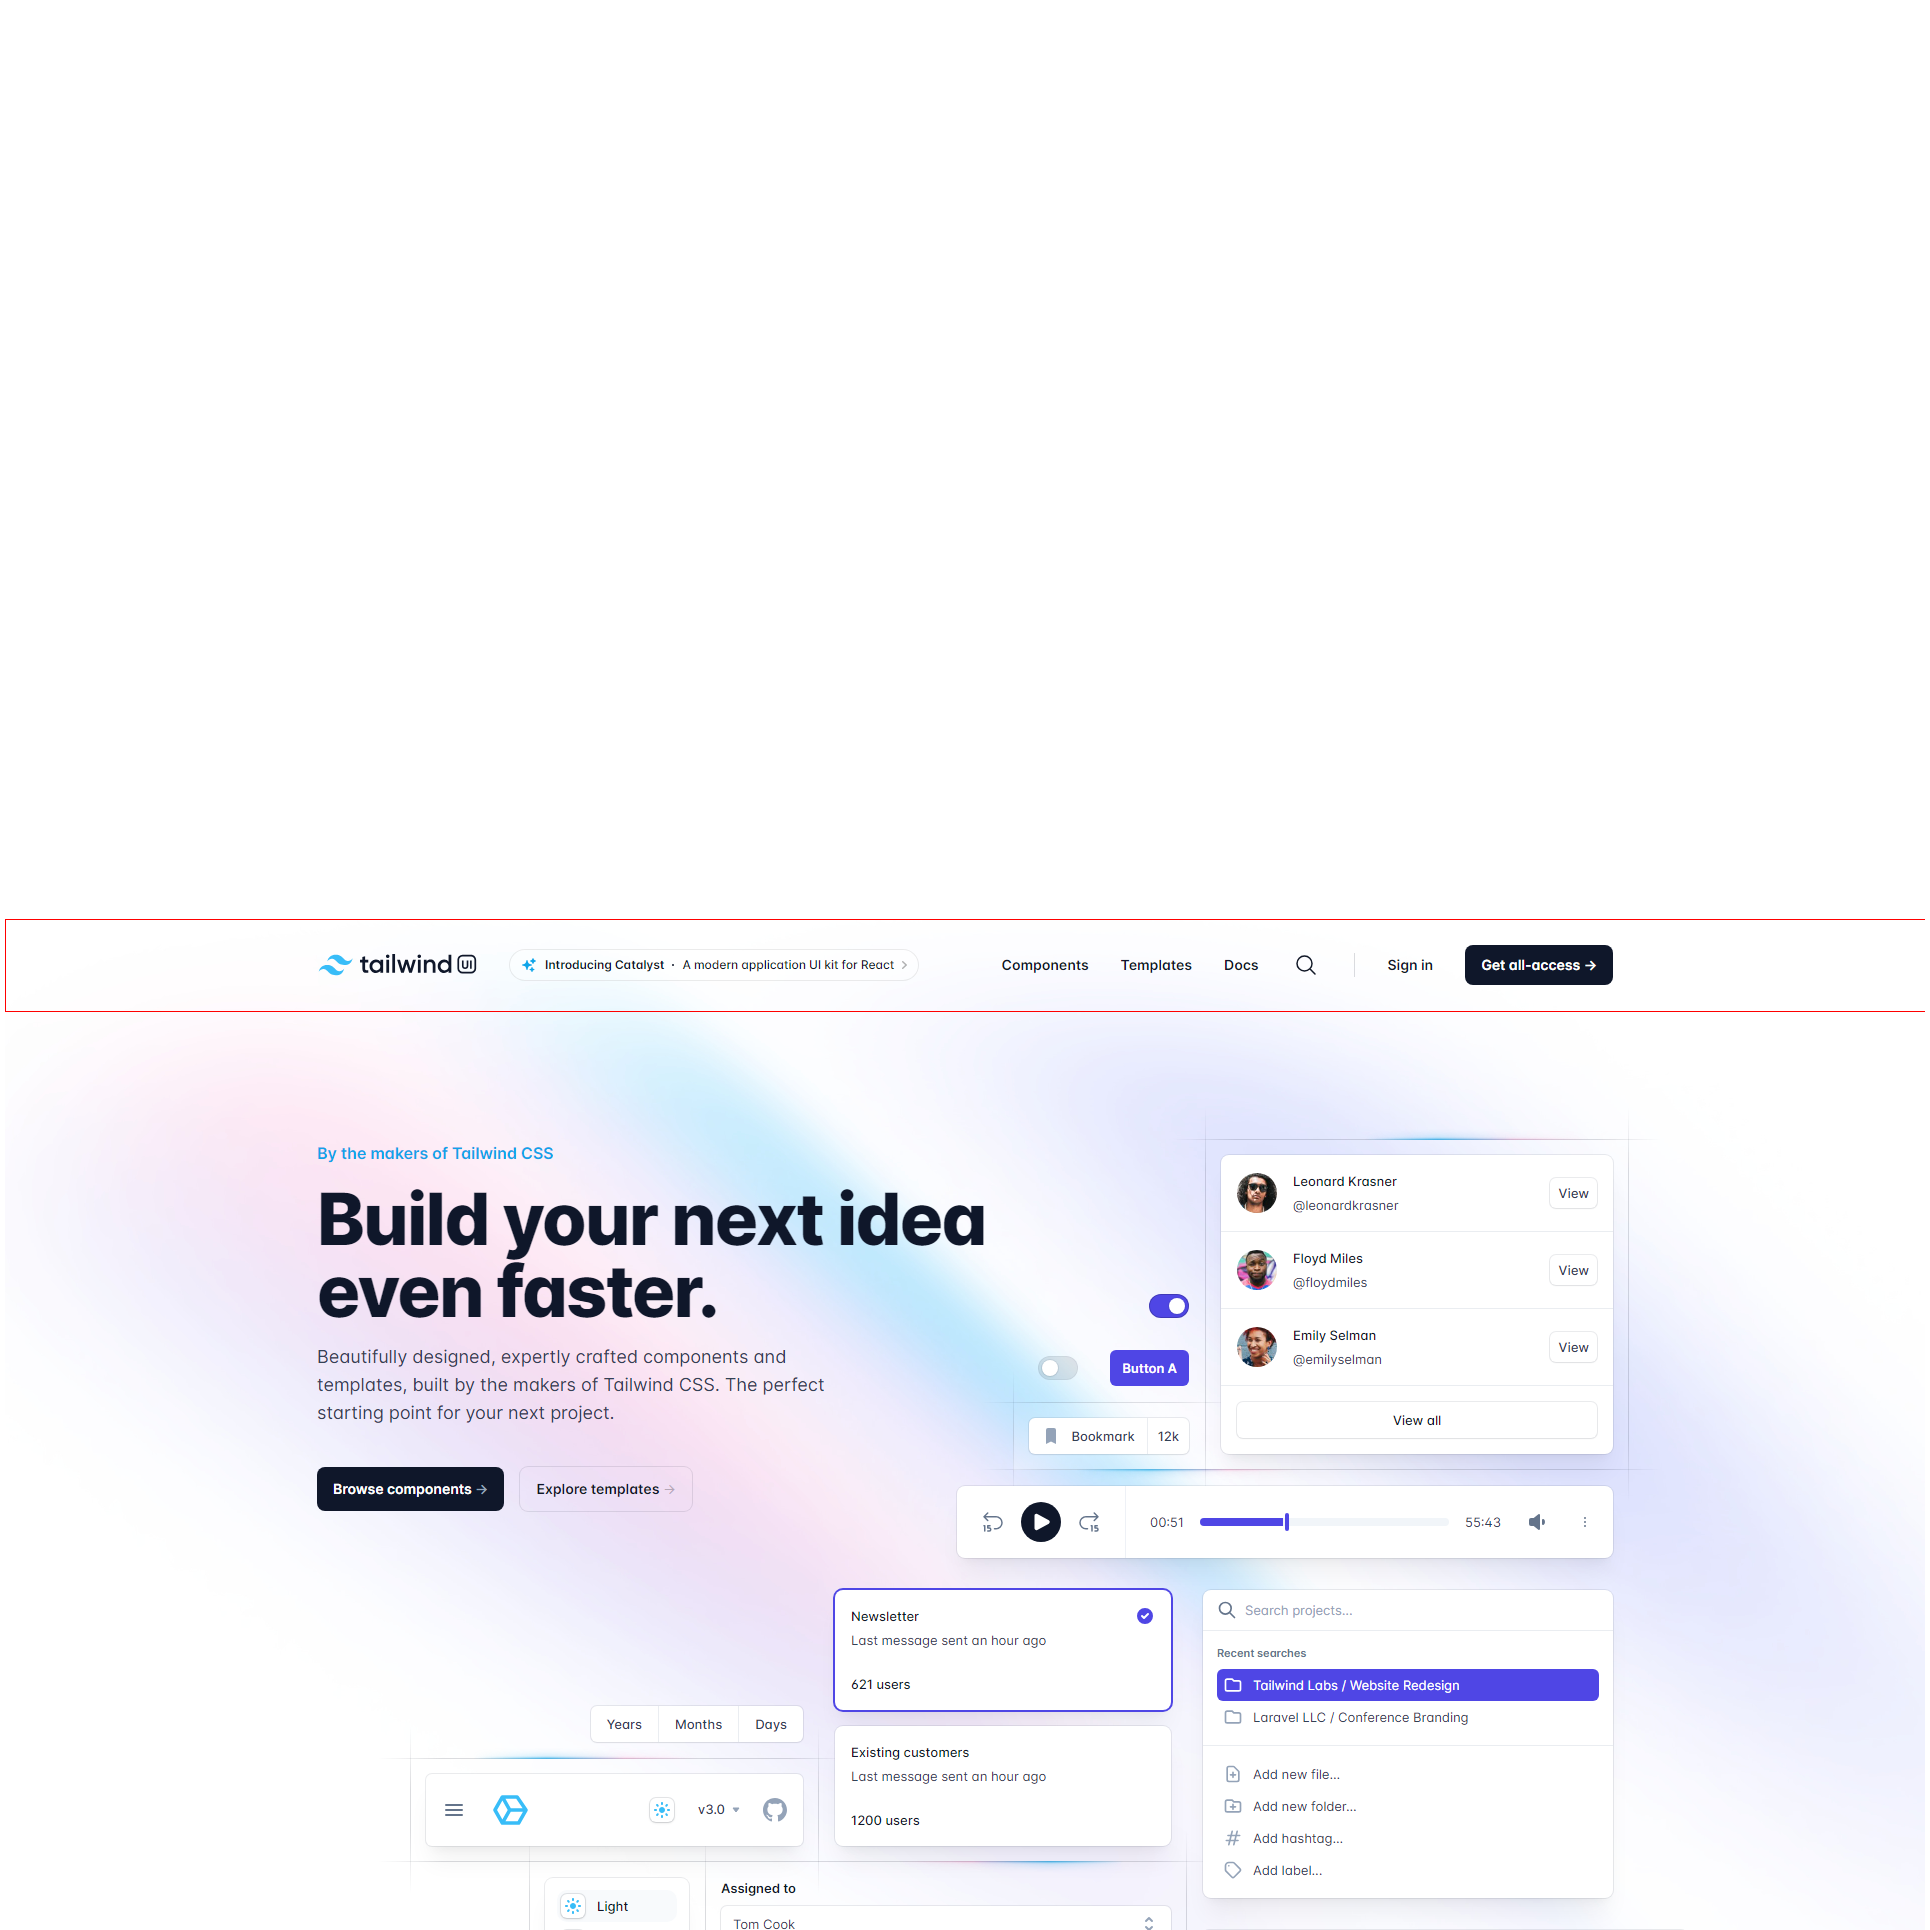 tailwind UI
Introducing Catalyst · A modern application UI kit for React
Components
Templates
Docs
Sign in
Get all-access →
By the makers of Tailwind CSS
Build your next idea
even faster.
Beautifully designed, expertly crafted components and
templates, built by the makers of Tailwind CSS. The perfect
starting point for your next project.
Browse components →
Explore templates →
Leonard Krasner
@leonardkrasner
View
Floyd Miles
@floydmiles
View
Emily Selman
@emilyselman
View
View all
Button A
Bookmark
12k
15
15
00:51
55:43
Newsletter
Last message sent an hour ago
621 users
Existing customers
Last message sent an hour ago
1200 users
Search projects...
Recent searches
Tailwind Labs / Website Redesign
Laravel LLC / Conference Branding
Add new file...
Add new folder...
Add hashtag...
Add label...
Years
Months
Days
v3.0
Light
Assigned to
Tom Cook